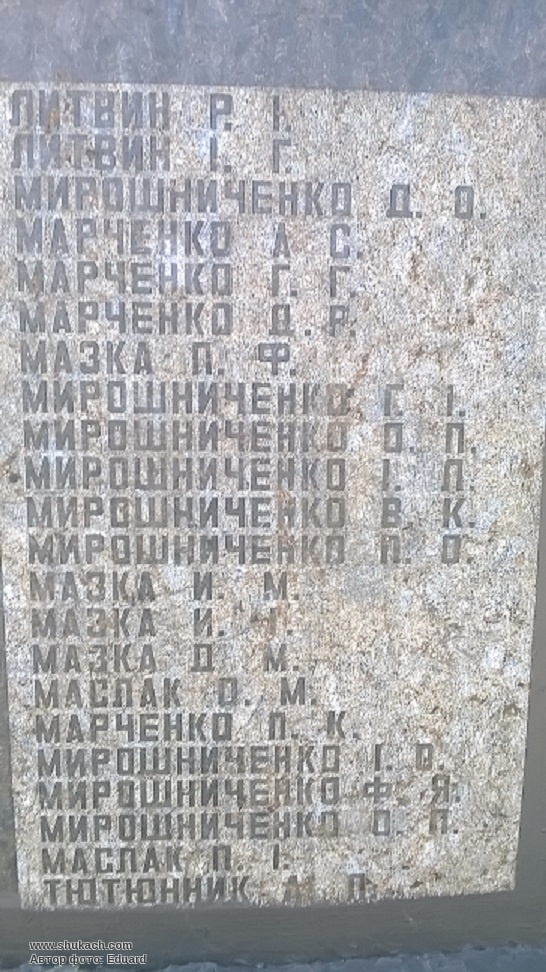 ЛИТВИН Р. І.
ЛИТВИН І. Г.
МИРОШНИЧЕНКО Д. О.
МАРЧЕНКО А С.
МАРЧЕНКО Г. Г.
МАРЧЕНКО Д. Р.
МАЗКА П. Ф.
МИРОШНИЧЕНКО Г. І.
МИРОШНИЧЕНКО О. П.
МИРОШНИЧЕНКО І. П.
МИРОШНИЧЕНКО В. К.
МИРОШНИЧЕНКО П. О.
МАЗКА И. М.
МАЗКА И.
МАЗКА Д М.
МАСЛАК О. М.
МАРЧЕНКО П. К.
МИРОШНИЧЕНКО І. О.
МИРОШНИЧЕНКО Ф. Я.
МИРОШНИЧЕНКО О. П.
МАСЛАК П. І.
ТЮТЮННИК П.
www.shukach.com
Автор фото: Eduard